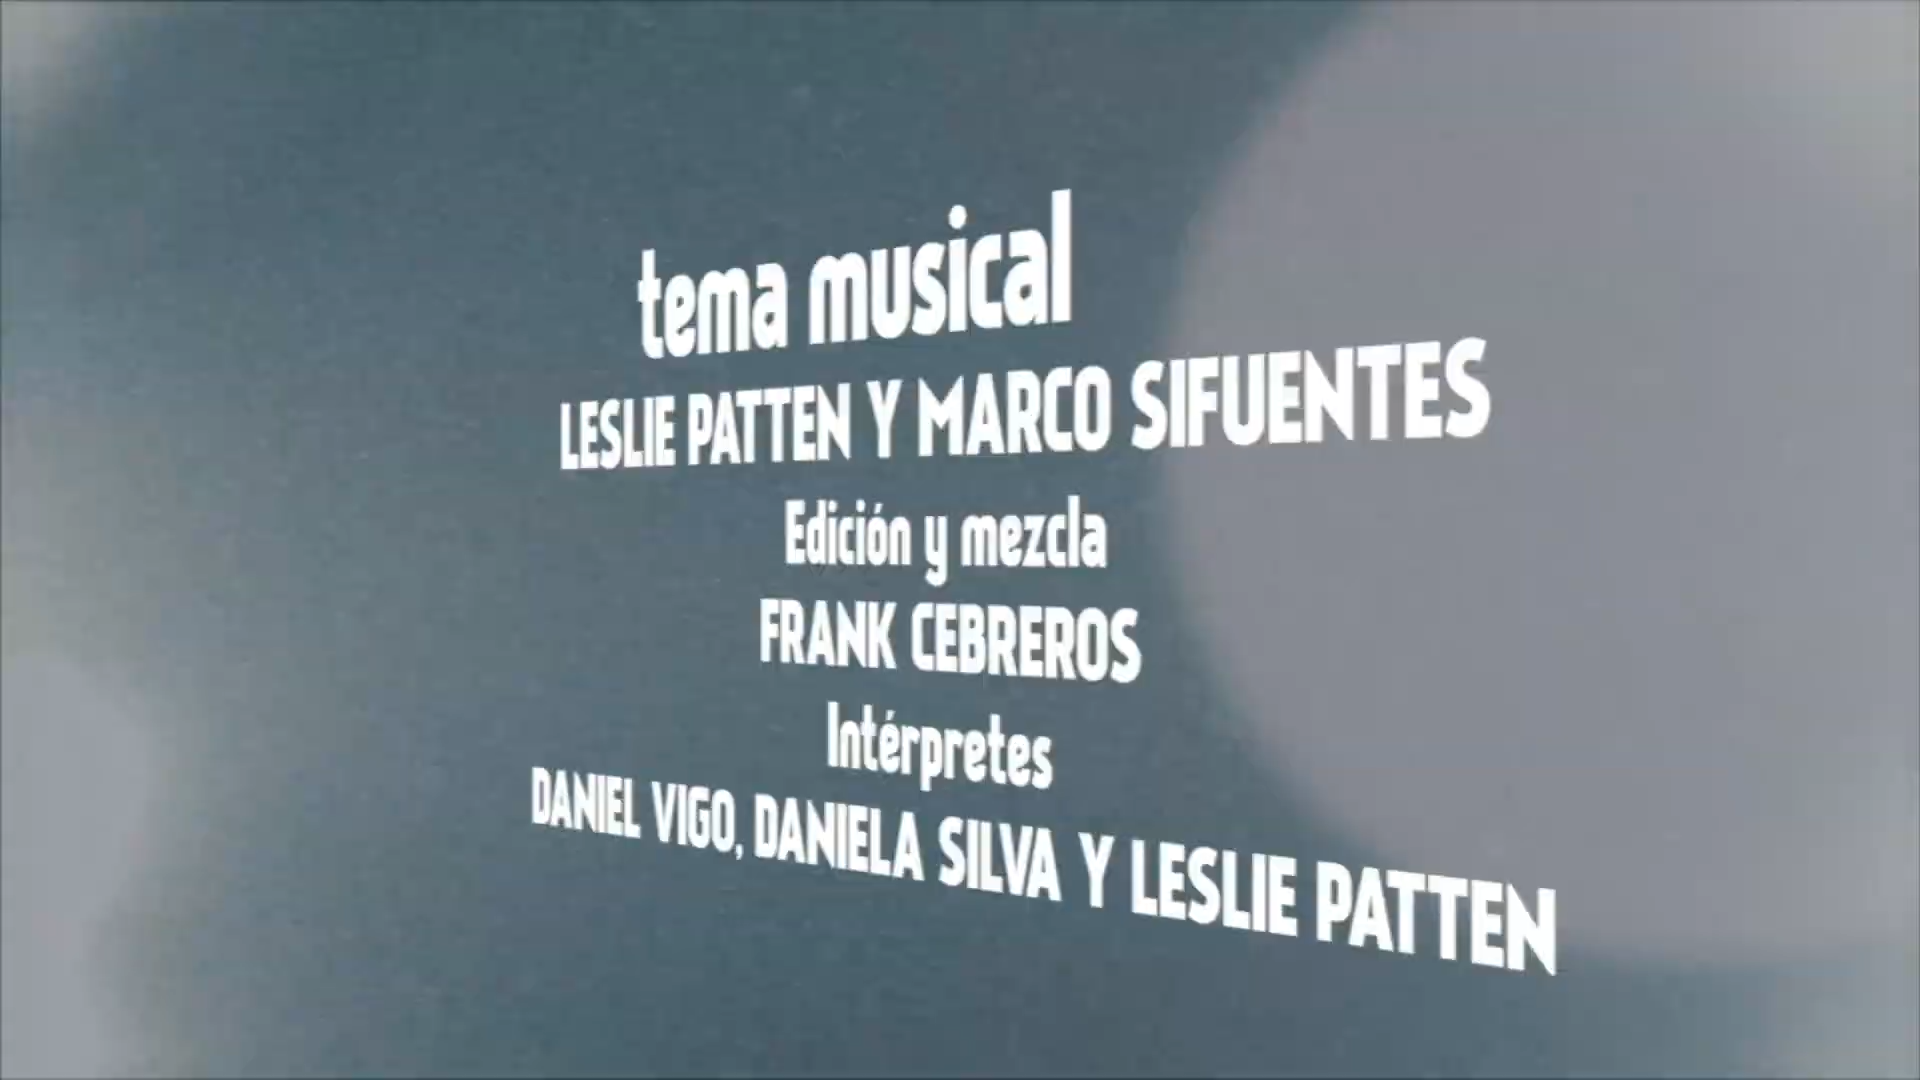 tema musical
LESLIE PATTEN Y MARCO SIFUENTES
Edición y mezcla
FRANK CEBREROS
Intérpretes
DANIEL VIGO, DANIELA SILVA Y LESLIE PATTEN